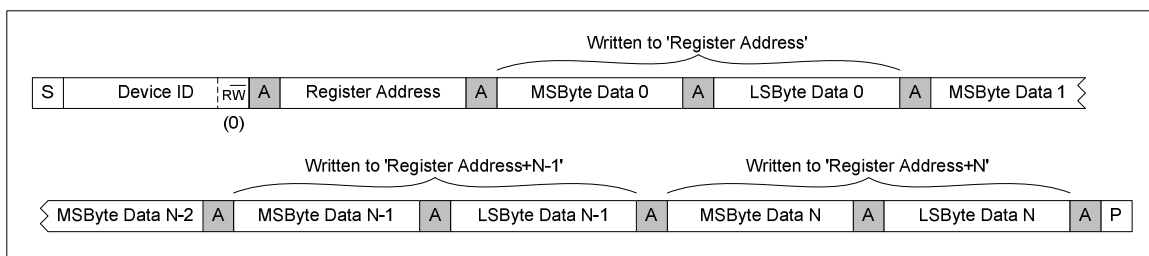 Written to 'Register Address'
S Device ID RW A Register Address A MSByte Data 0 A LSByte Data 0 A MSByte Data 1
(0)
Written to 'Register Address+N-1' Written to 'Register Address+N'
MSByte Data N-2 A MSByte Data N-1 A LSByte Data N-1 A MSByte Data N A LSByte Data N A P